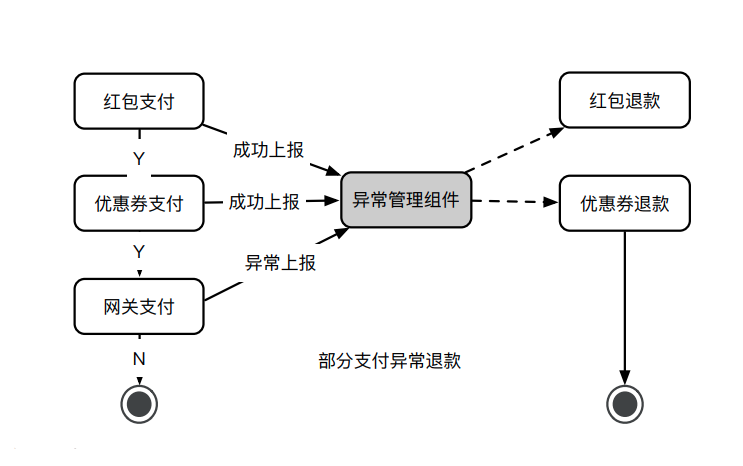 红包支付
红包退款
成功上报
Y
优惠券支付
成功上报
异常管理组件
优惠券退款
Y
异常上报
网关支付
N
部分支付异常退款